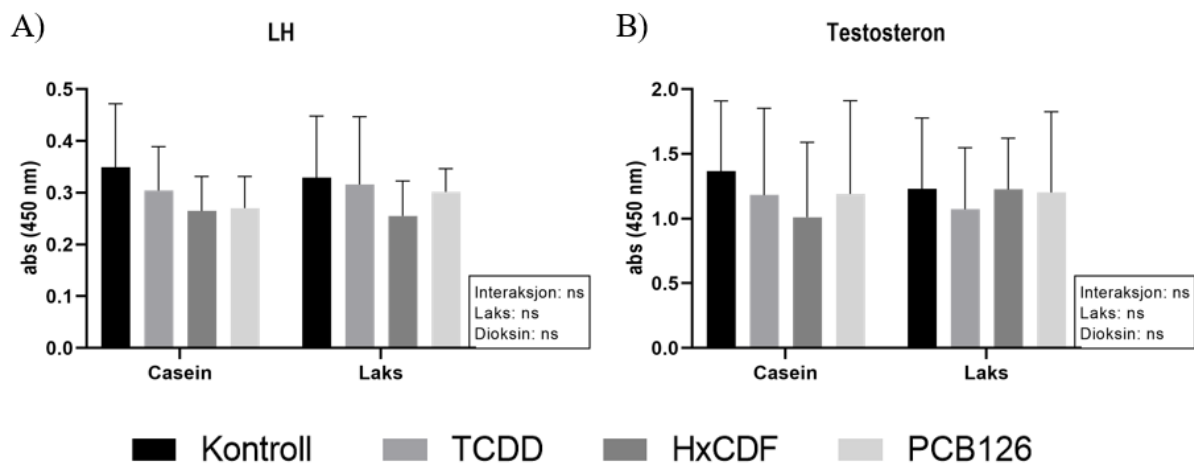 A)
LH
abs (450 nm)
0.5
0.4
0.3
0.2
0.1
0.0
Casein
Laks
Interaksjon: ns
Laks: ns
Dioksin: ns
B)
Testosteron
abs (450 nm)
2.0
1.5
1.0
0.5
0.0
Casein
Laks
Interaksjon: ns
Laks: ns
Dioksin: ns
Kontroll
TCDD
HxCDF
PCB126